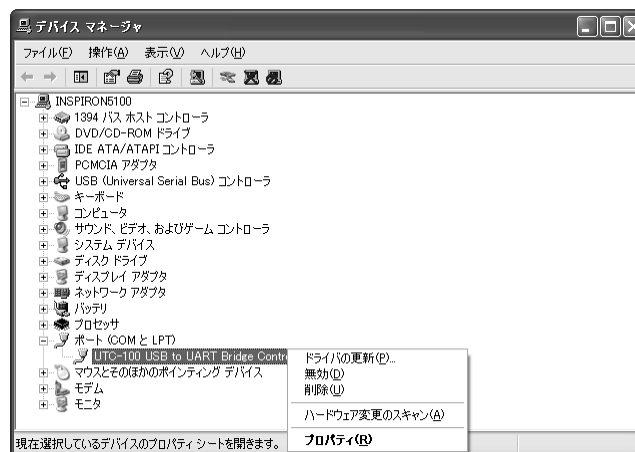 デバイス マネージャ
ファイル(F) 操作(A) 表示(V) ヘルプ(H)
INSPIRON5100
1394 バス ホスト コントローラ
DVD/CD-ROM ドライブ
IDE ATA/ATAPI コントローラ
PCMCIA アダプタ
USB (Universal Serial Bus) コントローラ
キーボード
コンピュータ
サウンド、ビデオ、およびゲーム コントローラ
システム デバイス
ディスク ドライブ
ディスプレイ アダプタ
ネットワーク アダプタ
バッテリ
プロセッサ
ポート (COM と LPT)
UTC-100 USB to UART Bridge Contr
マウスとそのほかのポインティング デバイス
モデム
モニタ
ドライバの更新(P)...
無効(D)
削除(U)
ハードウェア変更のスキャン(A)
プロパティ(R)
現在選択しているデバイスのプロパティ シートを開きます。